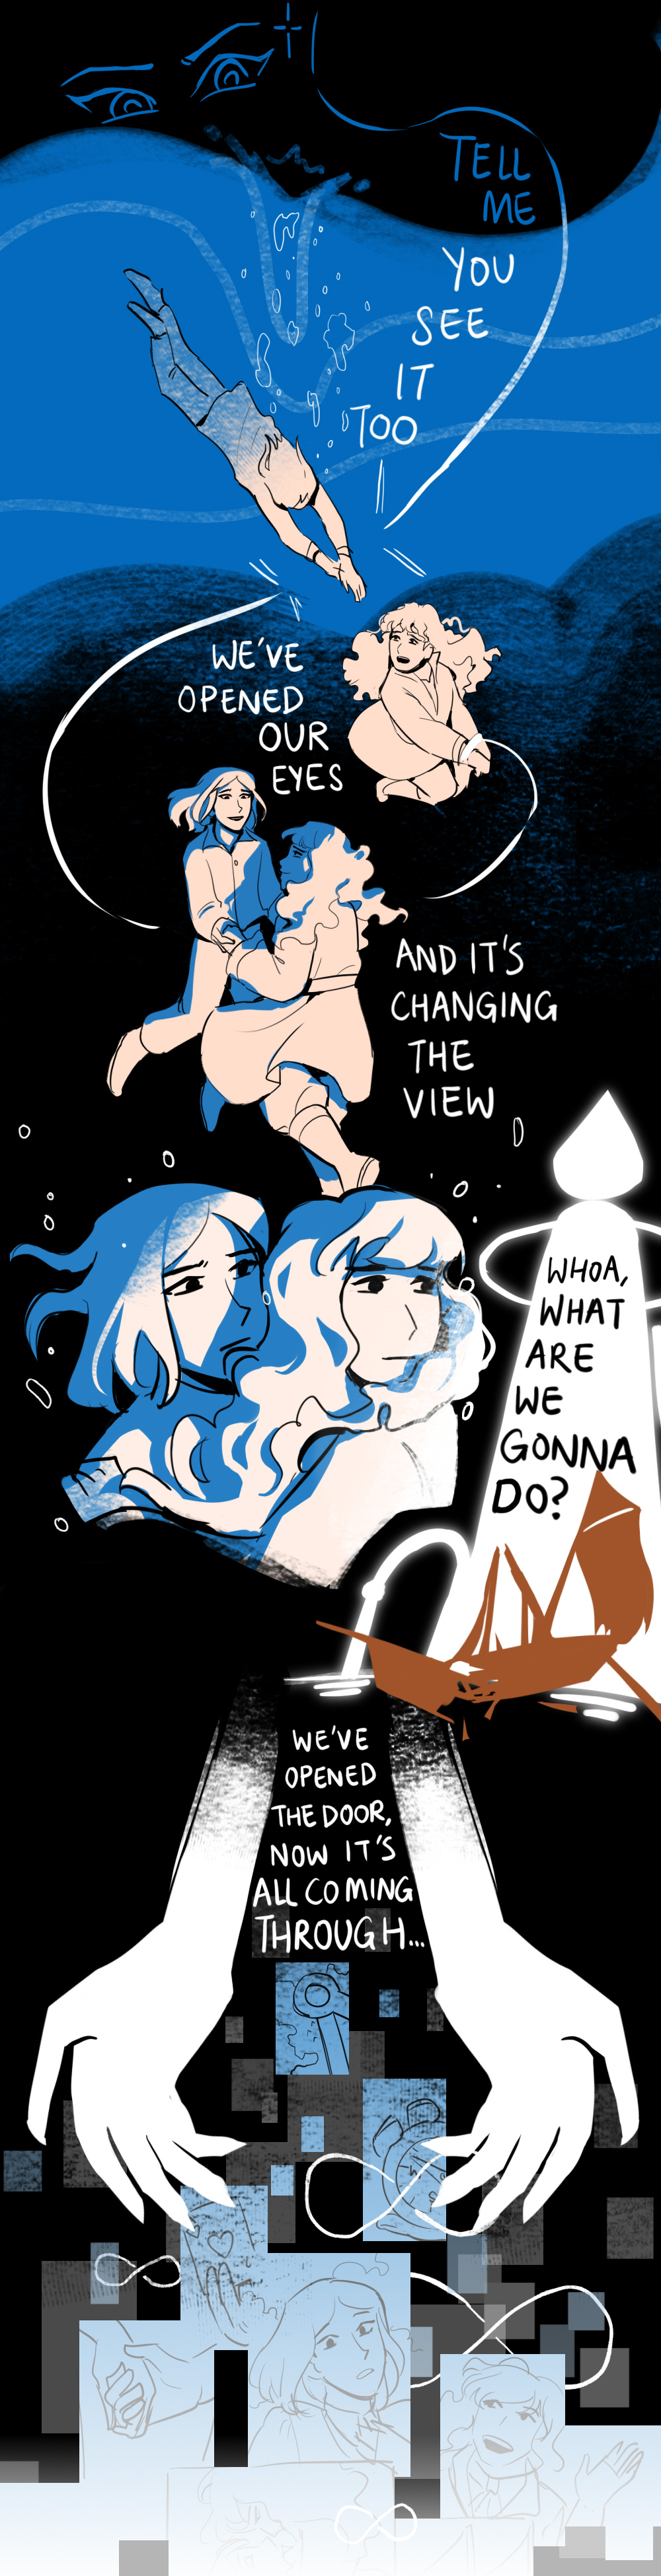 TELL
ME
YOU
SEE
IT
TOO
WE'VE
OPENED
OUR
EYES
AND IT'S
CHANGING
THE
VIEW
WHOA,
WHAT
ARE
WE
GONNA
DO?
WE'VE
OPENED
THE DOOR,
NOW IT'S
ALL COMING
THROUGH...